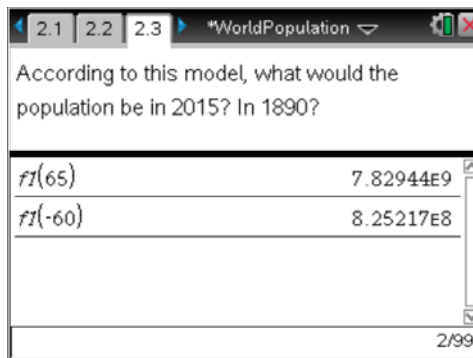 2.1 2.2 2.3 *WorldPopulation
According to this model, what would the
population be in 2015? In 1890?
f1(65) 7.82944E9
f1(-60) 8.25217E8
2/99